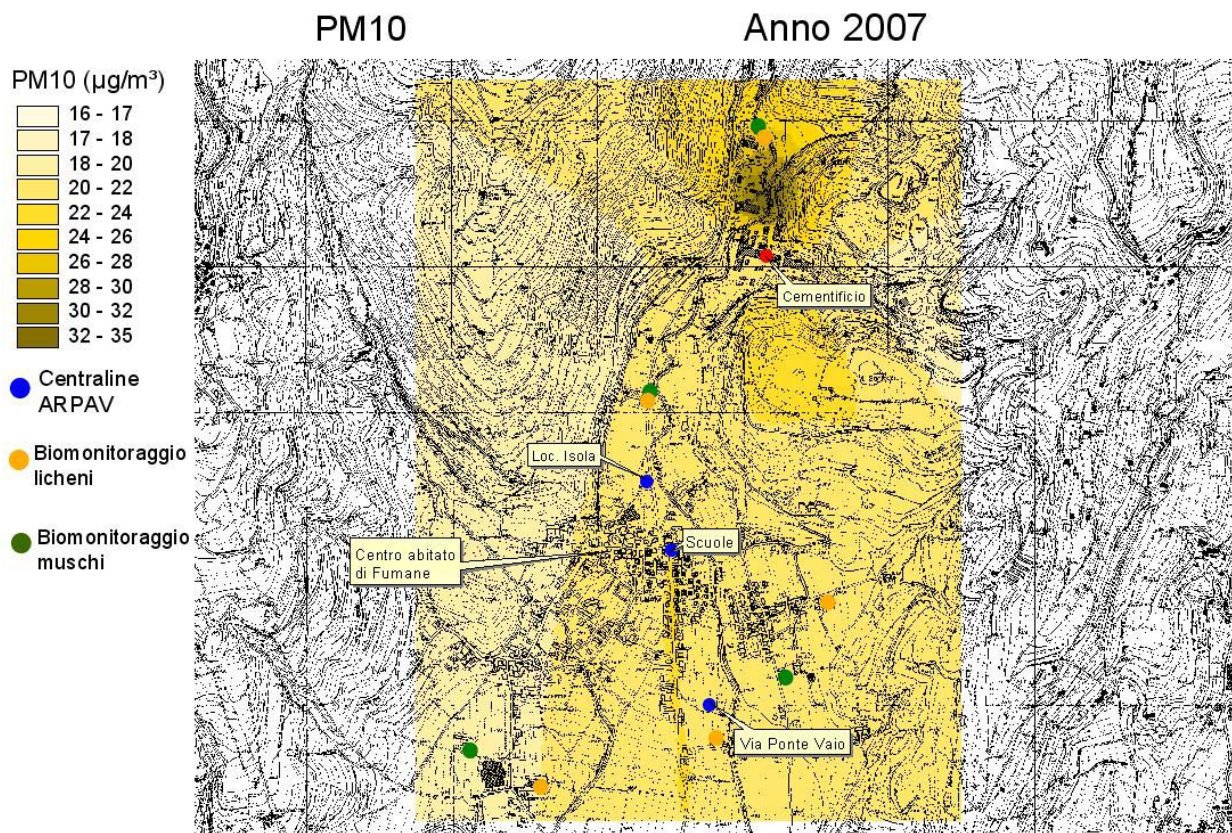 PM10
Anno 2007
PM10 (µg/m³)
16 - 17
17 - 18
18 - 20
20 - 22
22 - 24
24 - 26
26 - 28
28 - 30
30 - 32
32 - 35
Centraline
ARPAV
Biomonitoraggio
licheni
Biomonitoraggio
muschi
Cementificio
Loc. Isola
Scuole
Centro abitato
di Fumane
Via Ponte Vaio